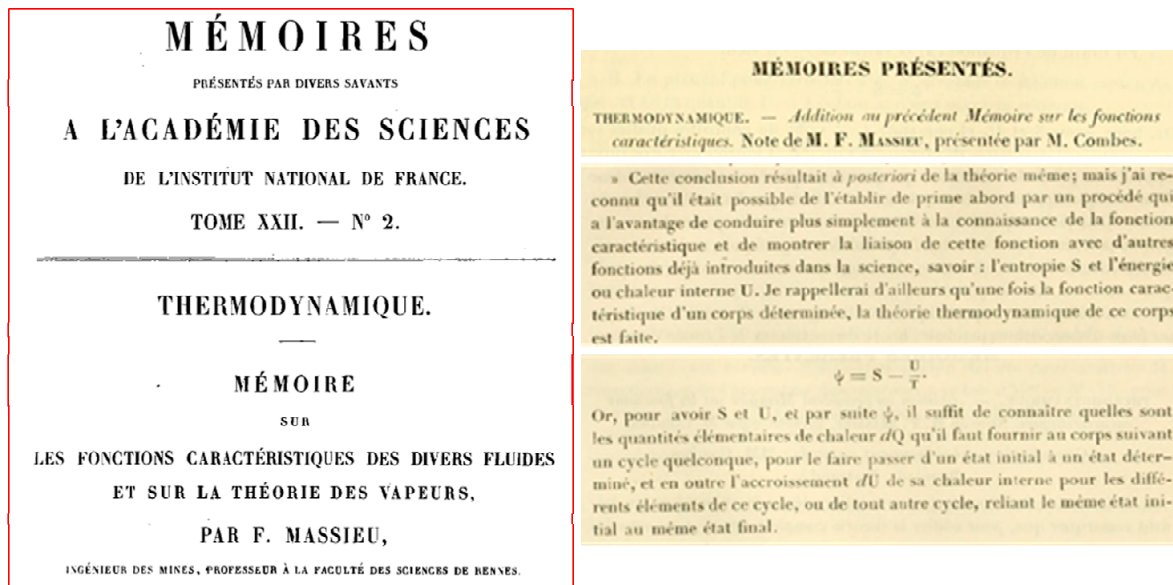 MÉMOIRES
PRÉSENTÉS PAR DIVERS SAVANTS
A L'ACADÉMIE DES SCIENCES
DE L'INSTITUT NATIONAL DE FRANCE.
TOME XXII. — Nº 2.
THERMODYNAMIQUE.
MÉMOIRE
SUR
LES FONCTIONS CARACTÉRISTIQUES DES DIVERS FLUIDES
ET SUR LA THÉORIE DES VAPEURS,
PAR F. MASSIEU,
INGÉNIEUR DES MINES, PROFESSEUR À LA FACULTÉ DES SCIENCES DE RENNES.
MÉMOIRES PRÉSENTÉS.
THERMODYNAMIQUE. — Addition au précédent Mémoire sur les fonctions
caractéristiques. Note de M. F. MASSIEU, présentée par M. Combes.
» Cette conclusion résultait à posteriori de la théorie même; mais j'ai re-
connu qu'il était possible de l'établir de prime abord par un procédé qui
a l'avantage de conduire plus simplement à la connaissance de la fonction
caractéristique et de montrer la liaison de cette fonction avec d'autres
fonctions déjà introduites dans la science, savoir : l'entropie S et l'énergie
ou chaleur interne U. Je rappellerai d'ailleurs qu'une fois la fonction carac-
téristique d'un corps déterminée, la théorie thermodynamique de ce corps
est faite.
ψ = S − U/T.
Or, pour avoir S et U, et par suite ψ, il suffit de connaître quelles sont
les quantités élémentaires de chaleur dQ qu'il faut fournir au corps suivant
un cycle quelconque, pour le faire passer d'un état initial à un état déter-
miné, et en outre l'accroissement dU de sa chaleur interne pour les diffé-
rents éléments de ce cycle, ou de tout autre cycle, reliant le même état ini-
tial au même état final.